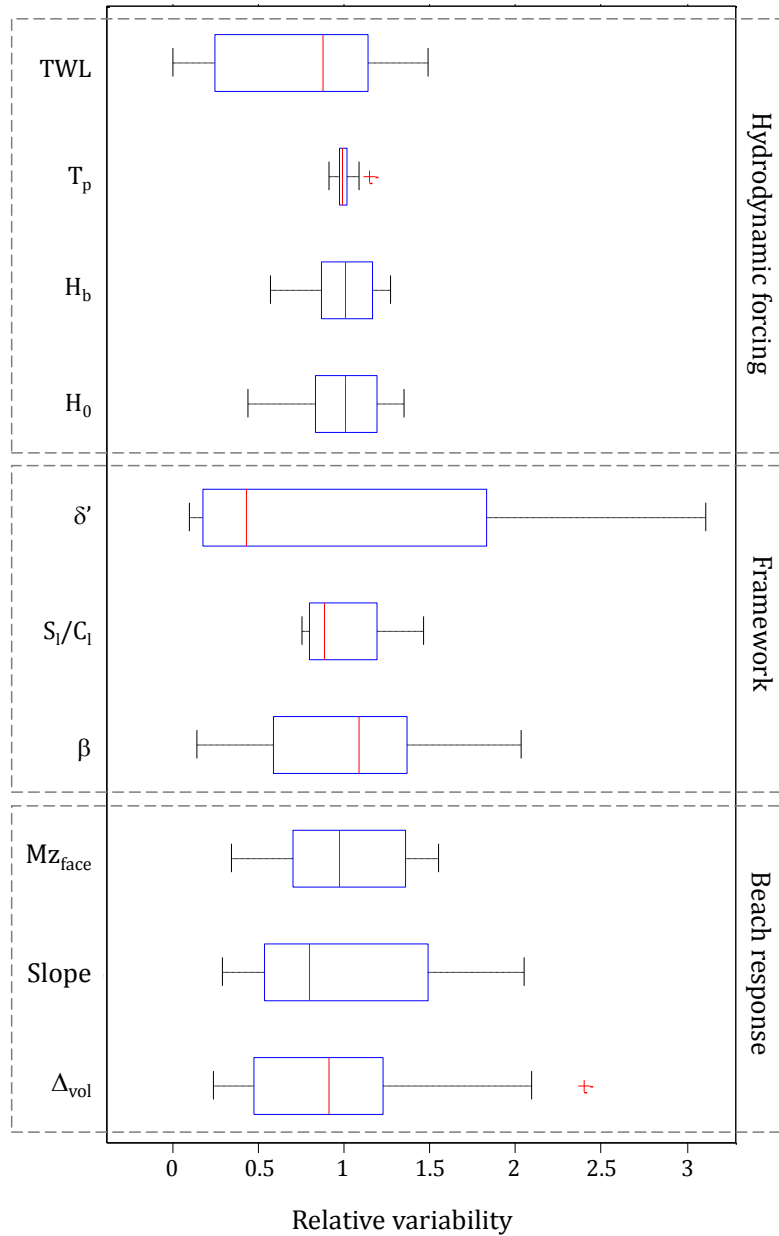 TWL
Tp
Hb
H0
Hydrodynamic forcing
δ’
Sl/Cl
β
Framework
Mzface
Slope
Δvol
Beach response
0 0.5 1 1.5 2 2.5 3
Relative variability